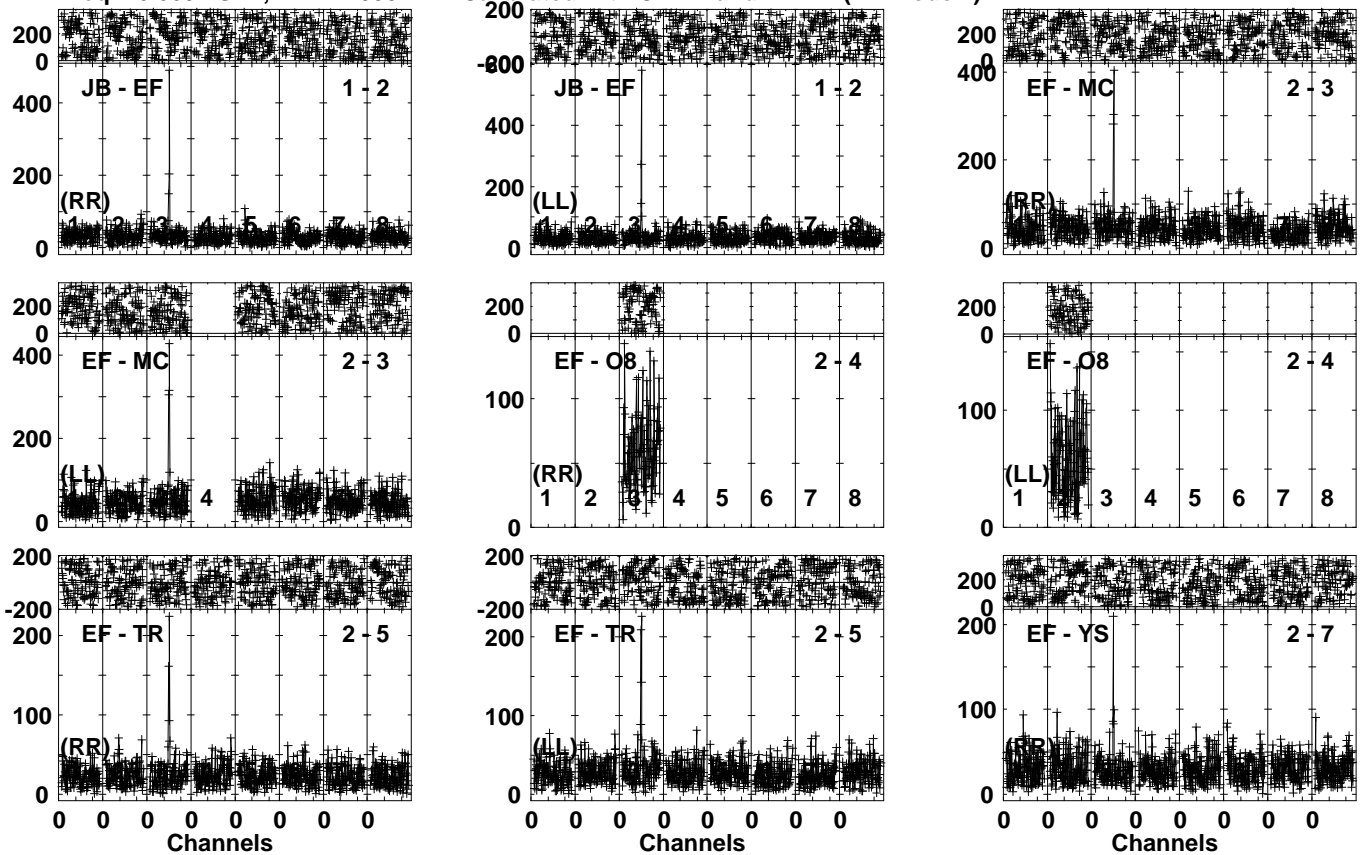 200
0
JB - EF 1 - 2
400
200
(RR)
1 2 3 4 5 6 7 8
0
200
JB - EF 1 - 2
600
400
200
(LL)
1 2 3 4 5 6 7 8
0
200
0
400
EF - MC 2 - 3
200
(RR)
0
200
0
400
EF - MC 2 - 3
200
(LL)
4
0
200
0
EF - O8 2 - 4
100
(RR)
1 2 3 4 5 6 7 8
0
200
0
EF - O8 2 - 4
100
(LL)
1 3 4 5 6 7 8
0
200
-200
200
EF - TR 2 - 5
100
(RR)
0
0 0 0 0 0 0 0 0
Channels
200
-200
200
EF - TR 2 - 5
100
(LL)
0
0 0 0 0 0 0 0 0
Channels
200
0
200
EF - YS 2 - 7
100
(RR)
0
0 0 0 0 0 0 0 0
Channels